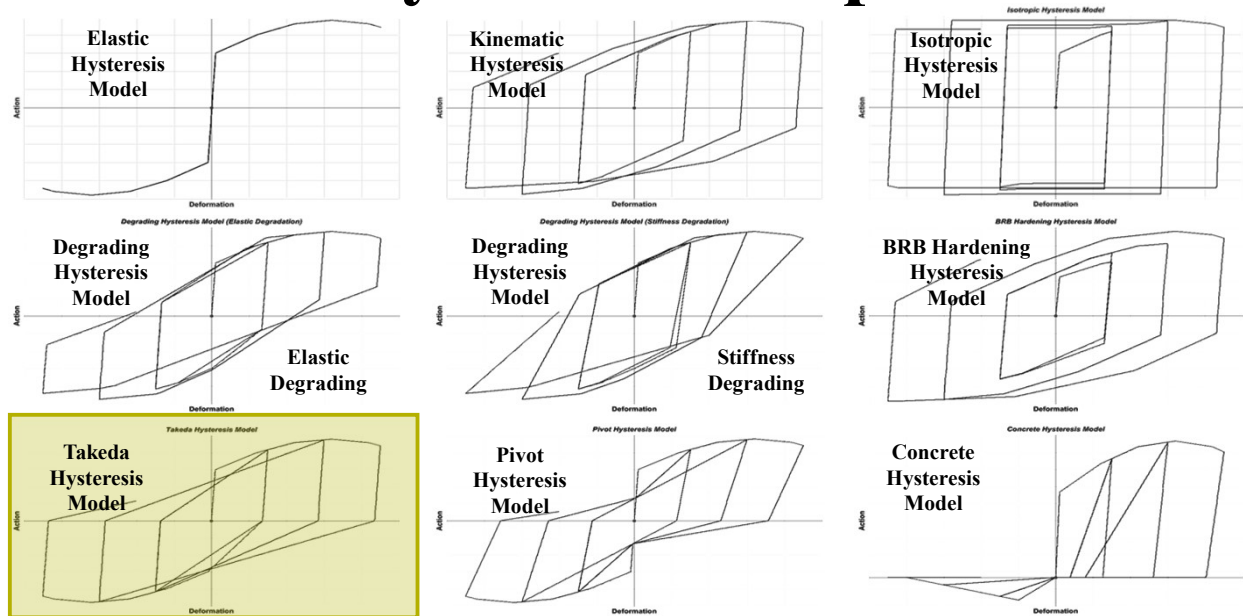 Elastic
Hysteresis
Model
Action
Deformation
Kinematic
Hysteresis
Model
Action
Deformation
Isotropic Hysteresis Model
Isotropic
Hysteresis
Model
Action
Deformation
Degrading Hysteresis Model (Elastic Degradation)
Degrading
Hysteresis
Model
Elastic
Degrading
Action
Deformation
Degrading Hysteresis Model (Stiffness Degradation)
Degrading
Hysteresis
Model
Stiffness
Degrading
Action
Deformation
BRB Hardening Hysteresis Model
BRB Hardening
Hysteresis
Model
Action
Deformation
Takeda Hysteresis Model
Takeda
Hysteresis
Model
Action
Deformation
Pivot Hysteresis Model
Pivot
Hysteresis
Model
Action
Deformation
Concrete Hysteresis Model
Concrete
Hysteresis
Model
Action
Deformation